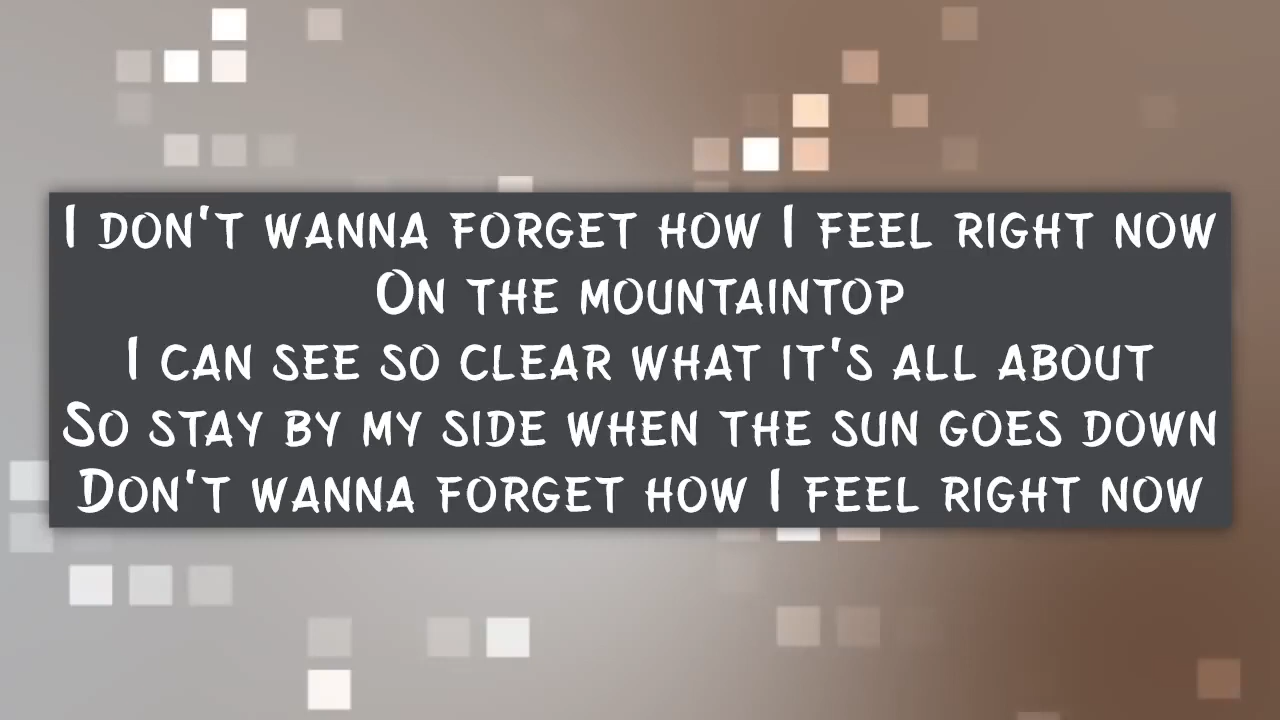 I don't wanna forget how I feel right now
On the mountaintop
I can see so clear what it's all about
So stay by my side when the sun goes down
Don't wanna forget how I feel right now